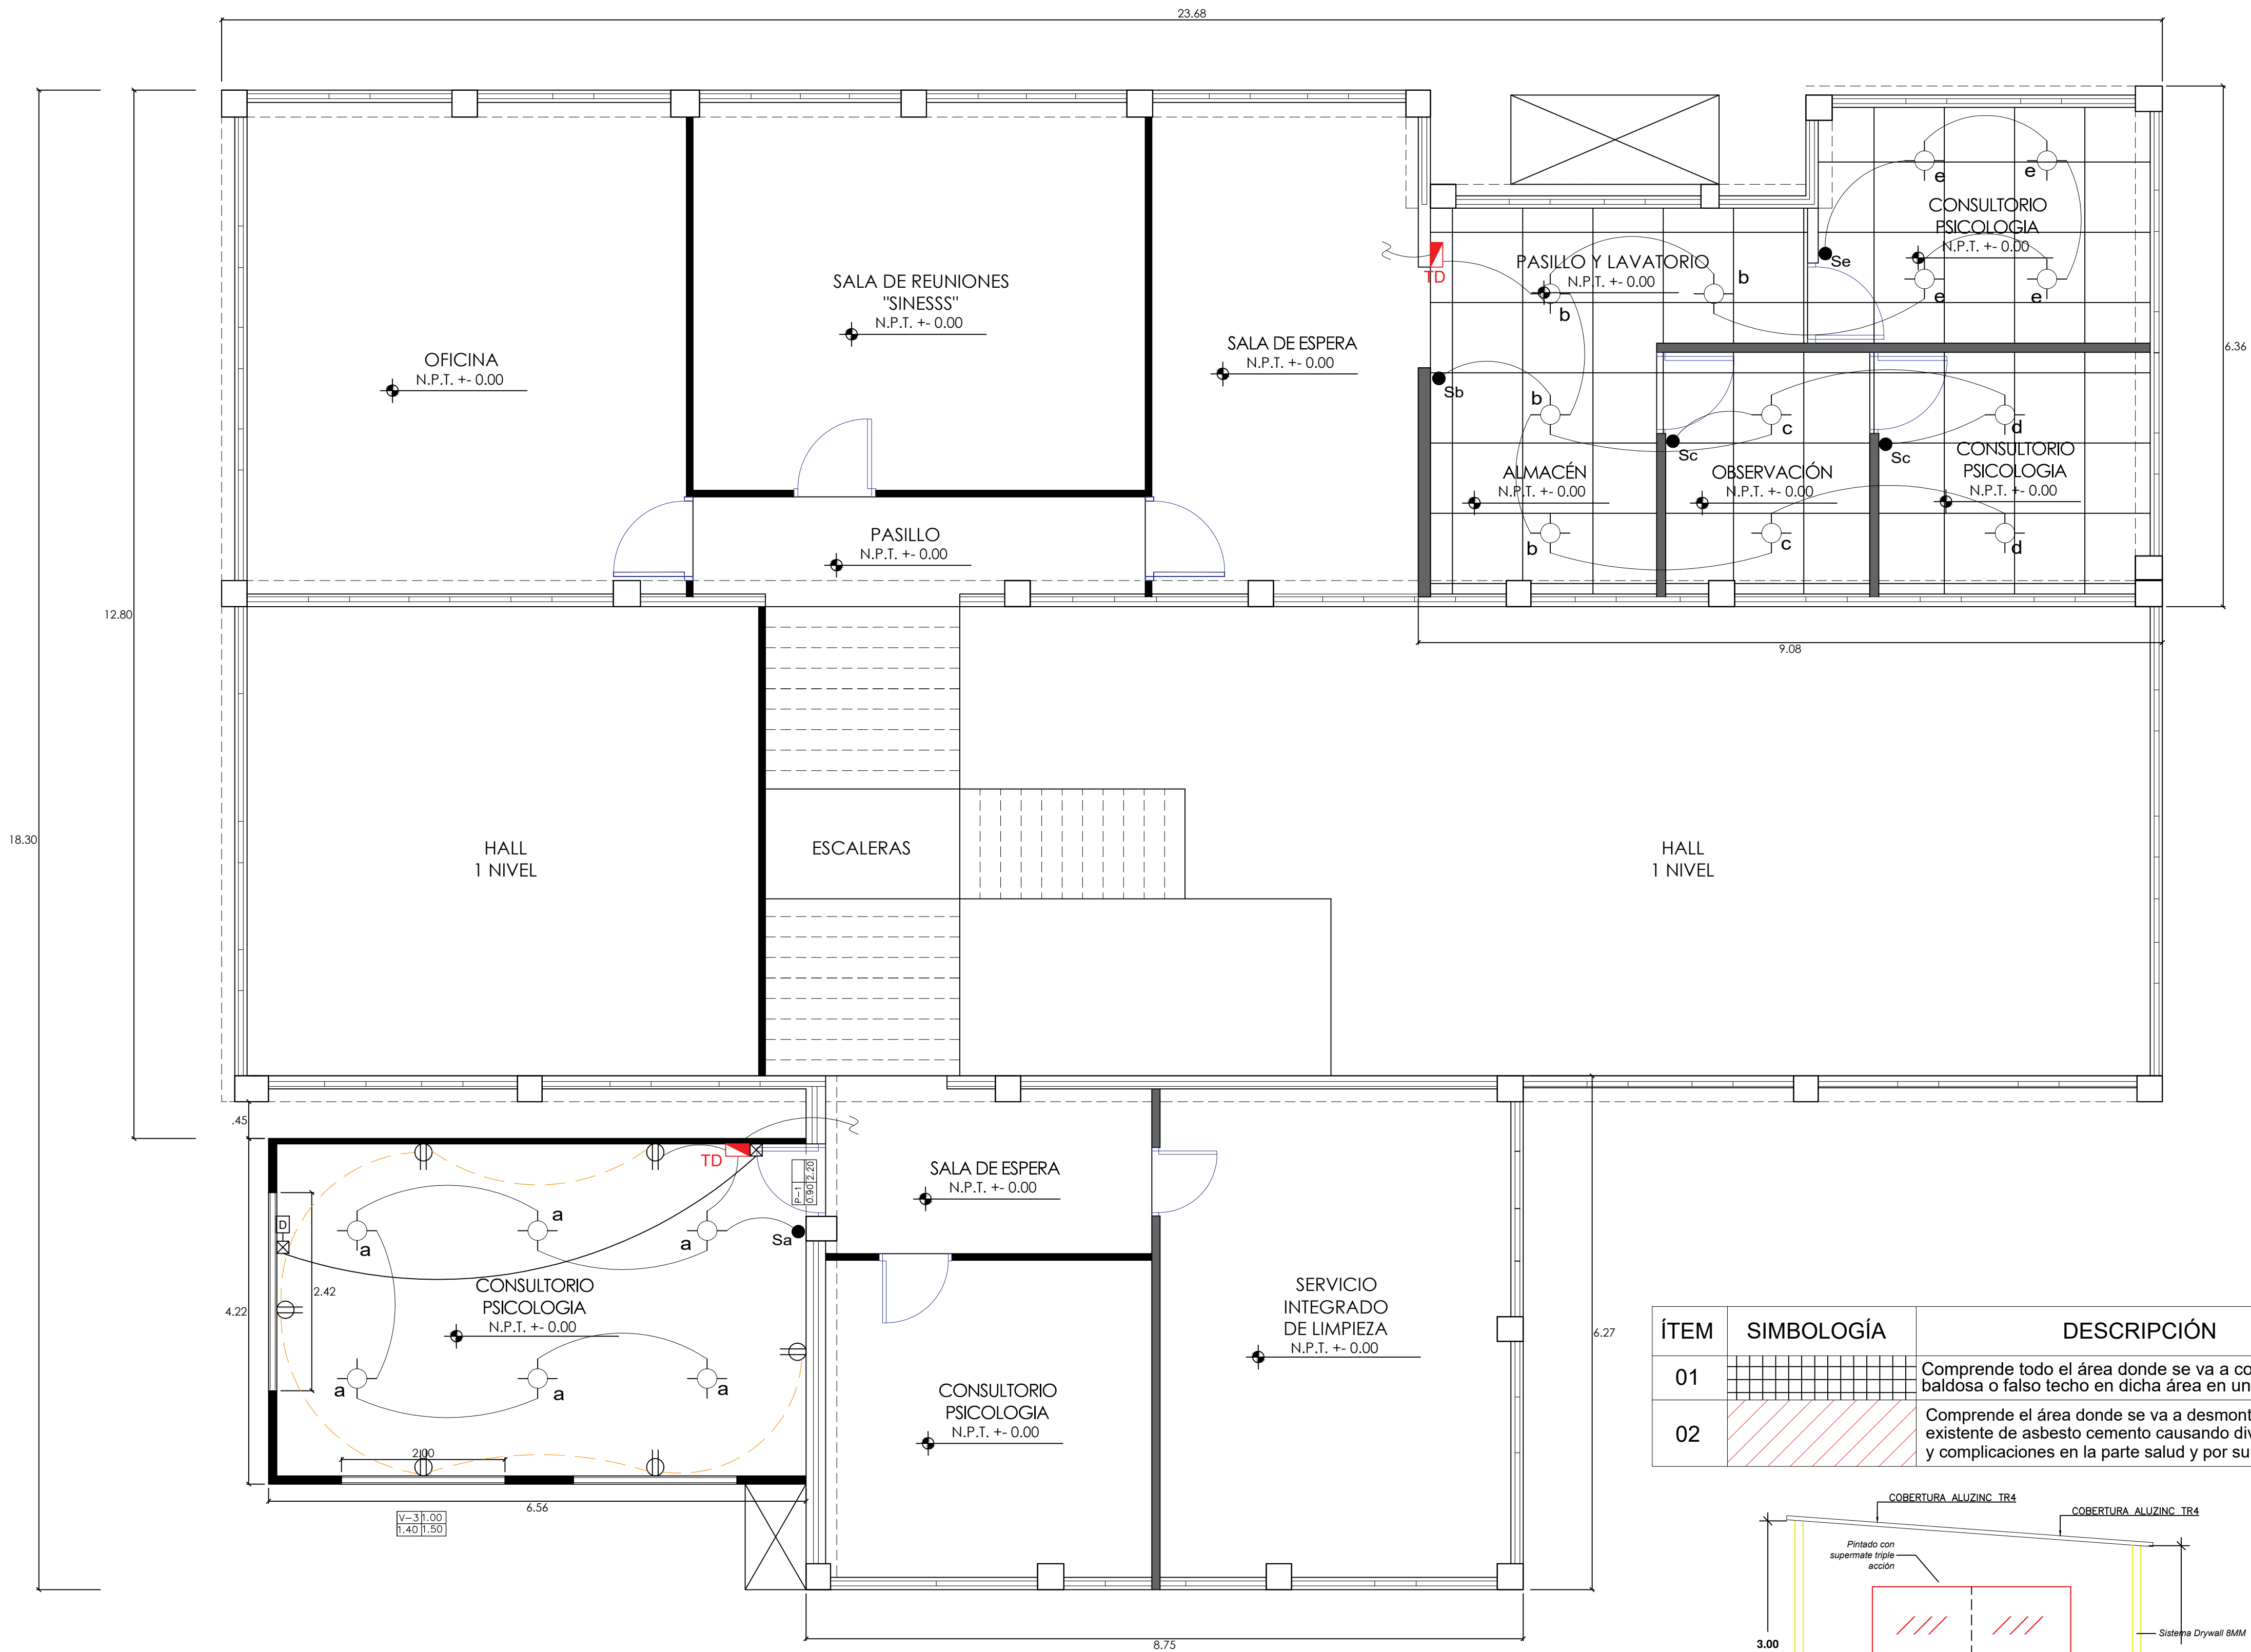 23.68
18.30
12.80
OFICINA
N.P.T. +- 0.00
SALA DE REUNIONES
"SINESSS"
N.P.T. +- 0.00
SALA DE ESPERA
N.P.T. +- 0.00
TD
PASILLO Y LAVATORIO
N.P.T. +- 0.00
b
b
CONSULTORIO
PSICOLOGIA
N.P.T. +- 0.00
e
e
e
e
Se
6.36
Sb
b
b
ALMACÉN
N.P.T. +- 0.00
Sc
c
c
OBSERVACIÓN
N.P.T. +- 0.00
Sc
d
d
CONSULTORIO
PSICOLOGIA
N.P.T. +- 0.00
PASILLO
N.P.T. +- 0.00
9.08
HALL
1 NIVEL
ESCALERAS
HALL
1 NIVEL
.45
TD
P-1
0.90 2.20
D
a
a
a
Sa
2.42
4.22
CONSULTORIO
PSICOLOGIA
N.P.T. +- 0.00
a
a
a
2.00
6.56
V-3 1.00
1.40 1.50
SALA DE ESPERA
N.P.T. +- 0.00
CONSULTORIO
PSICOLOGIA
N.P.T. +- 0.00
SERVICIO
INTEGRADO
DE LIMPIEZA
N.P.T. +- 0.00
6.27
8.75
ÍTEM SIMBOLOGÍA DESCRIPCIÓN
01 Comprende todo el área donde se va a co
baldosa o falso techo en dicha área en un
02 Comprende el área donde se va a desmont
existente de asbesto cemento causando div
y complicaciones en la parte salud y por su
COBERTURA ALUZINC TR4
COBERTURA ALUZINC TR4
Pintado con
supermate triple
acción
3.00
Sistema Drywall 8MM